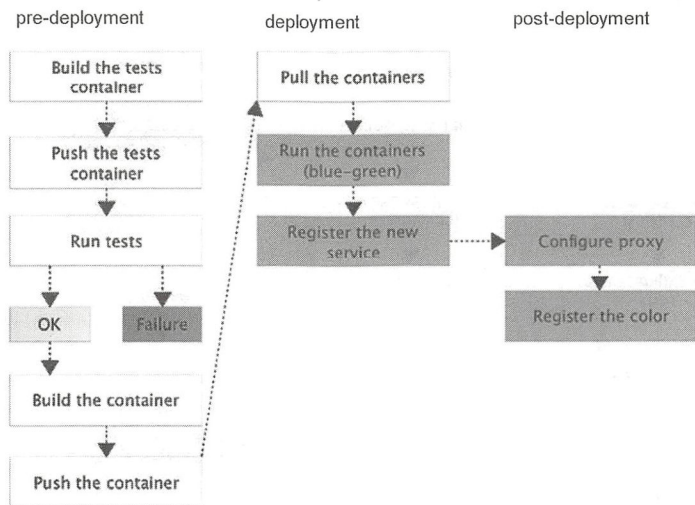 pre-deployment
Build the tests
container
Push the tests
container
Run tests
OK
Failure
Build the container
Push the container
deployment
Pull the containers
Run the containers
(blue-green)
Register the new
service
post-deployment
Configure proxy
Register the color